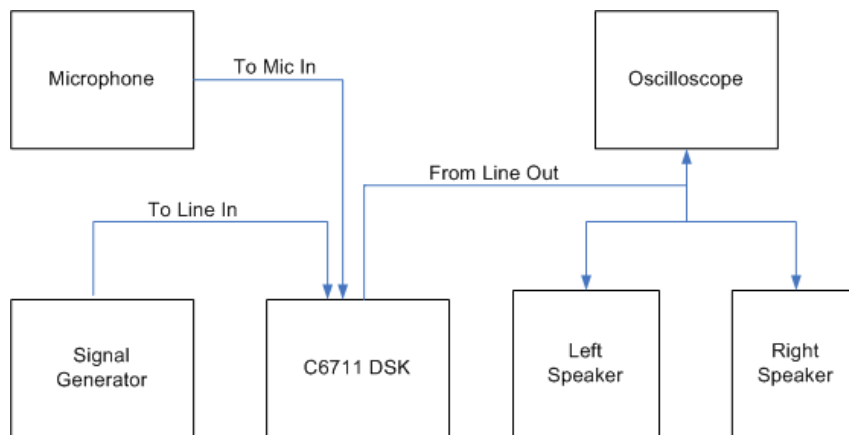 Microphone
To Mic In
Oscilloscope
From Line Out
To Line In
Signal
Generator
C6711 DSK
Left
Speaker
Right
Speaker